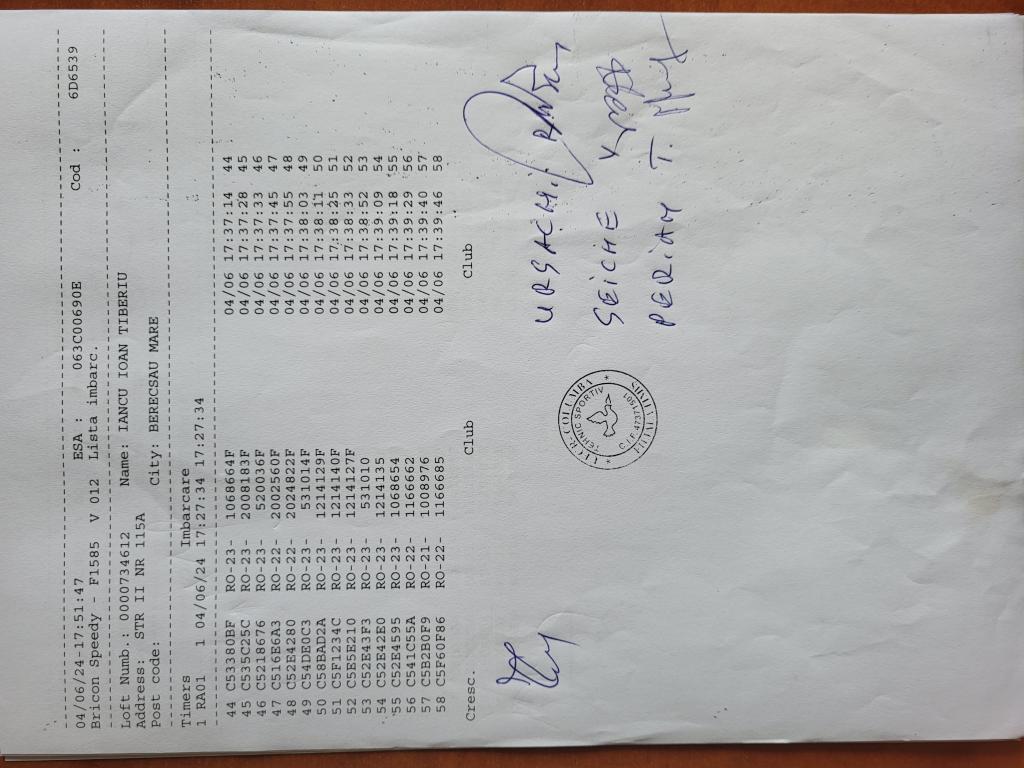 04/06/24-17:51:47 ESA : 063C00690E Cod : 6D6539
Bricon Speedy - F1585 V 012 Lista imbarc.
Loft Numb.: 0000734612 Name: IANCU IOAN TIBERIU
Address: STR II NR 115A City: BERECSAU MARE
Post code:
Timers Imbarcare
1 RA01 1 04/06/24 17:27:34 17:27:34
44 C53380BF RO-23- 1068664F 04/06 17:37:14 44
45 C535C25C RO-23- 2008183F 04/06 17:37:28 45
46 C5218676 RO-23- 520036F 04/06 17:37:33 46
47 C516E6A3 RO-22- 2002560F 04/06 17:37:45 47
48 C52E4280 RO-22- 2024822F 04/06 17:37:55 48
49 C54DE0C3 RO-23- 531014F 04/06 17:38:03 49
50 C58BAD2A RO-23- 1214129F 04/06 17:38:11 50
51 C5F1234C RO-23- 1214140F 04/06 17:38:25 51
52 C5E5E210 RO-23- 1214127F 04/06 17:38:33 52
53 C52E43F3 RO-23- 531010 04/06 17:38:52 53
54 C52E42E0 RO-23- 1214135 04/06 17:39:09 54
55 C52E4595 RO-23- 1068654 04/06 17:39:18 55
56 C541C55A RO-22- 1166662 04/06 17:39:29 56
57 C5B2B0F9 RO-21- 1008976 04/06 17:39:40 57
58 C5F60F86 RO-22- 1166685 04/06 17:39:46 58
Cresc. Club Club
URSACHI
SEICHE
PERIAM T.
COLUMBA
TEHNIC SPORTIV
C.I.F.